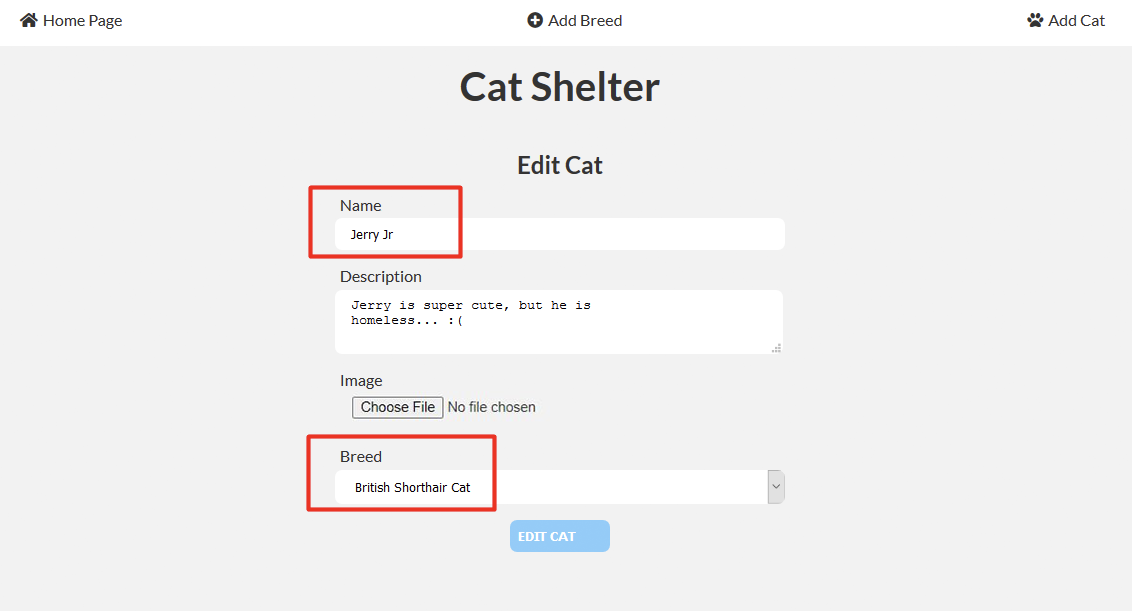 Home Page
Add Breed
Add Cat
Cat Shelter
Edit Cat
Name
Jerry Jr
Description
Jerry is super cute, but he is
homeless... :(
Image
Choose File No file chosen
Breed
British Shorthair Cat
EDIT CAT